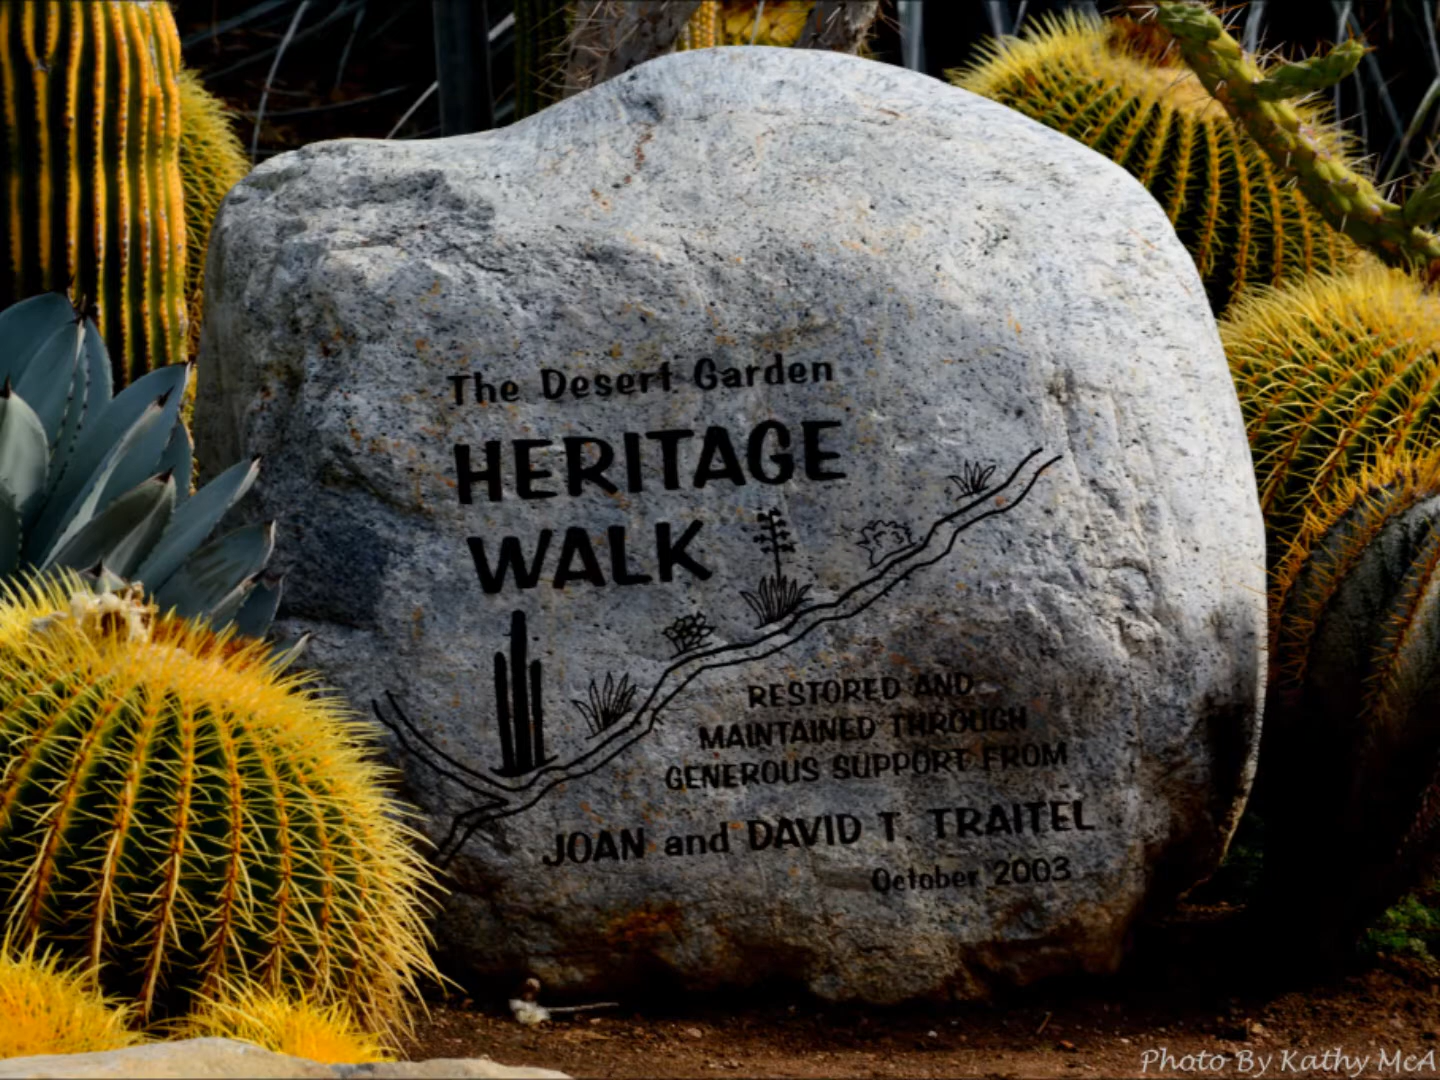 The Desert Garden
HERITAGE
WALK
RESTORED AND
MAINTAINED THROUGH
GENEROUS SUPPORT FROM
JOAN and DAVID T. TRAITEL
October 2003
Photo By Kathy McA